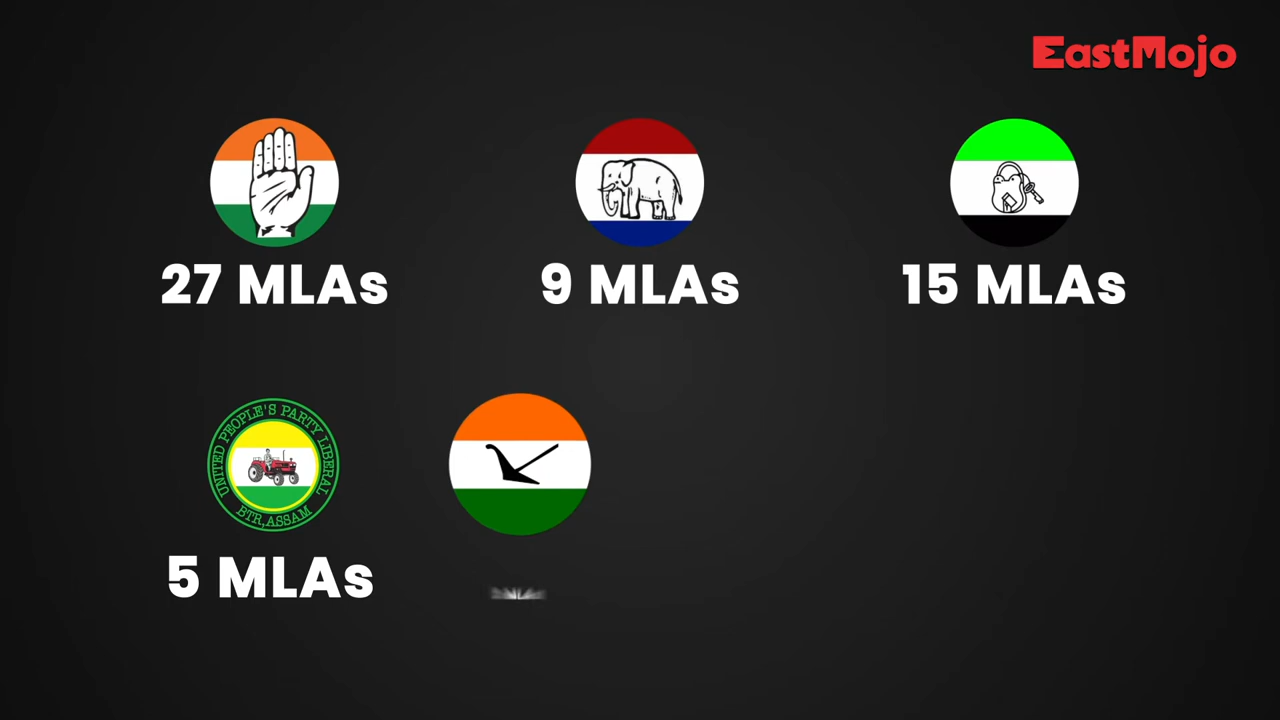 EastMojo
27 MLAs
9 MLAs
15 MLAs
UNITED PEOPLE'S PARTY LIBERAL
BTR, ASSAM
5 MLAs